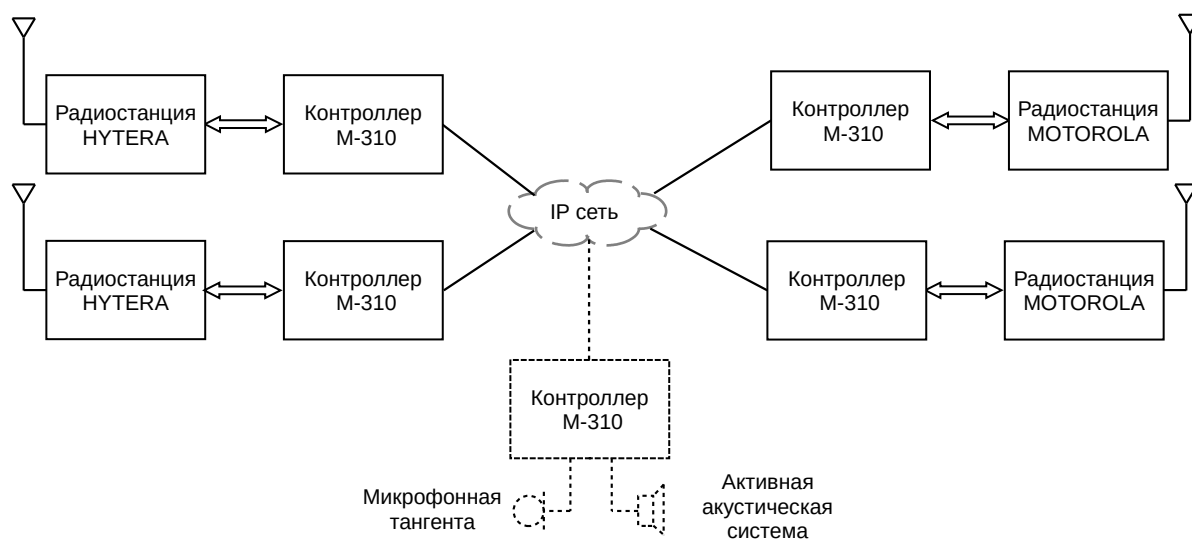 Радиостанция
HYTERA
Контроллер
М-310
Контроллер
М-310
Радиостанция
MOTOROLA
IP сеть
Радиостанция
HYTERA
Контроллер
М-310
Контроллер
М-310
Радиостанция
MOTOROLA
Контроллер
М-310
Микрофонная
тангента
Активная
акустическая
система